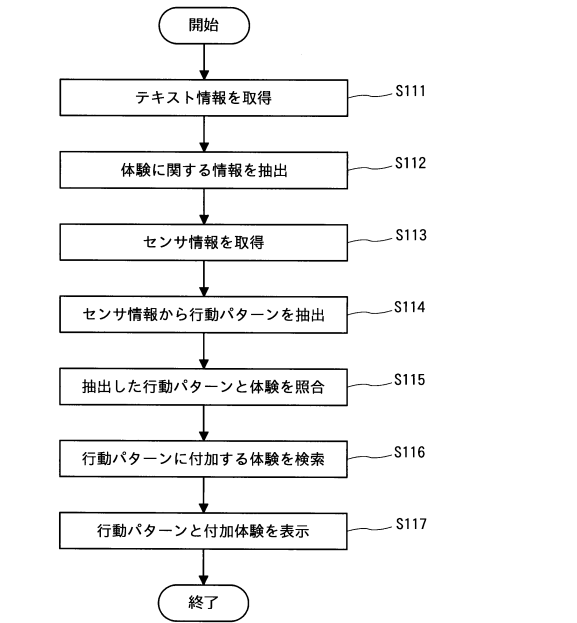 開始
テキスト情報を取得
S111
体験に関する情報を抽出
S112
センサ情報を取得
S113
センサ情報から行動パターンを抽出
S114
抽出した行動パターンと体験を照合
S115
行動パターンに付加する体験を検索
S116
行動パターンと付加体験を表示
S117
終了